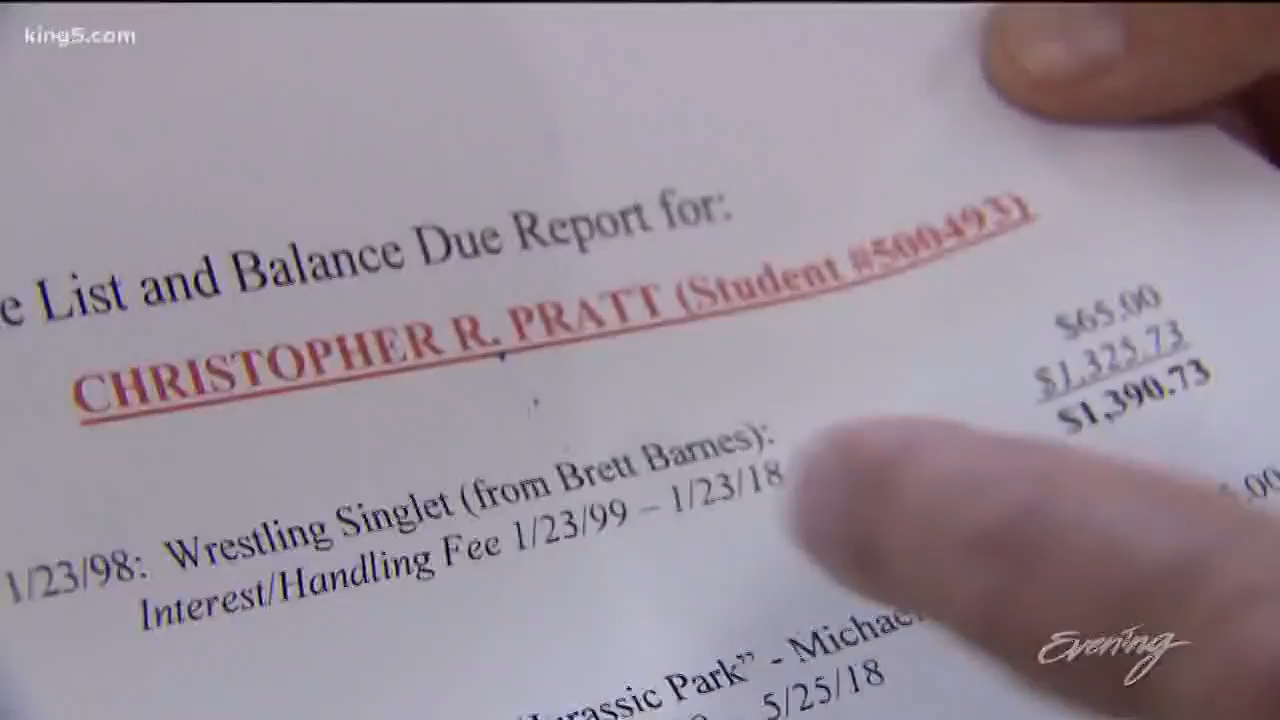 king5.com
e List and Balance Due Report for:
CHRISTOPHER R. PRATT (Student #500493)
1/23/98: Wrestling Singlet (from Brett Barnes): $65.00
Interest/Handling Fee 1/23/99 – 1/23/18 $1,325.73
$1,390.73
Jurassic Park” - Michae
5/25/18
.00
Evening